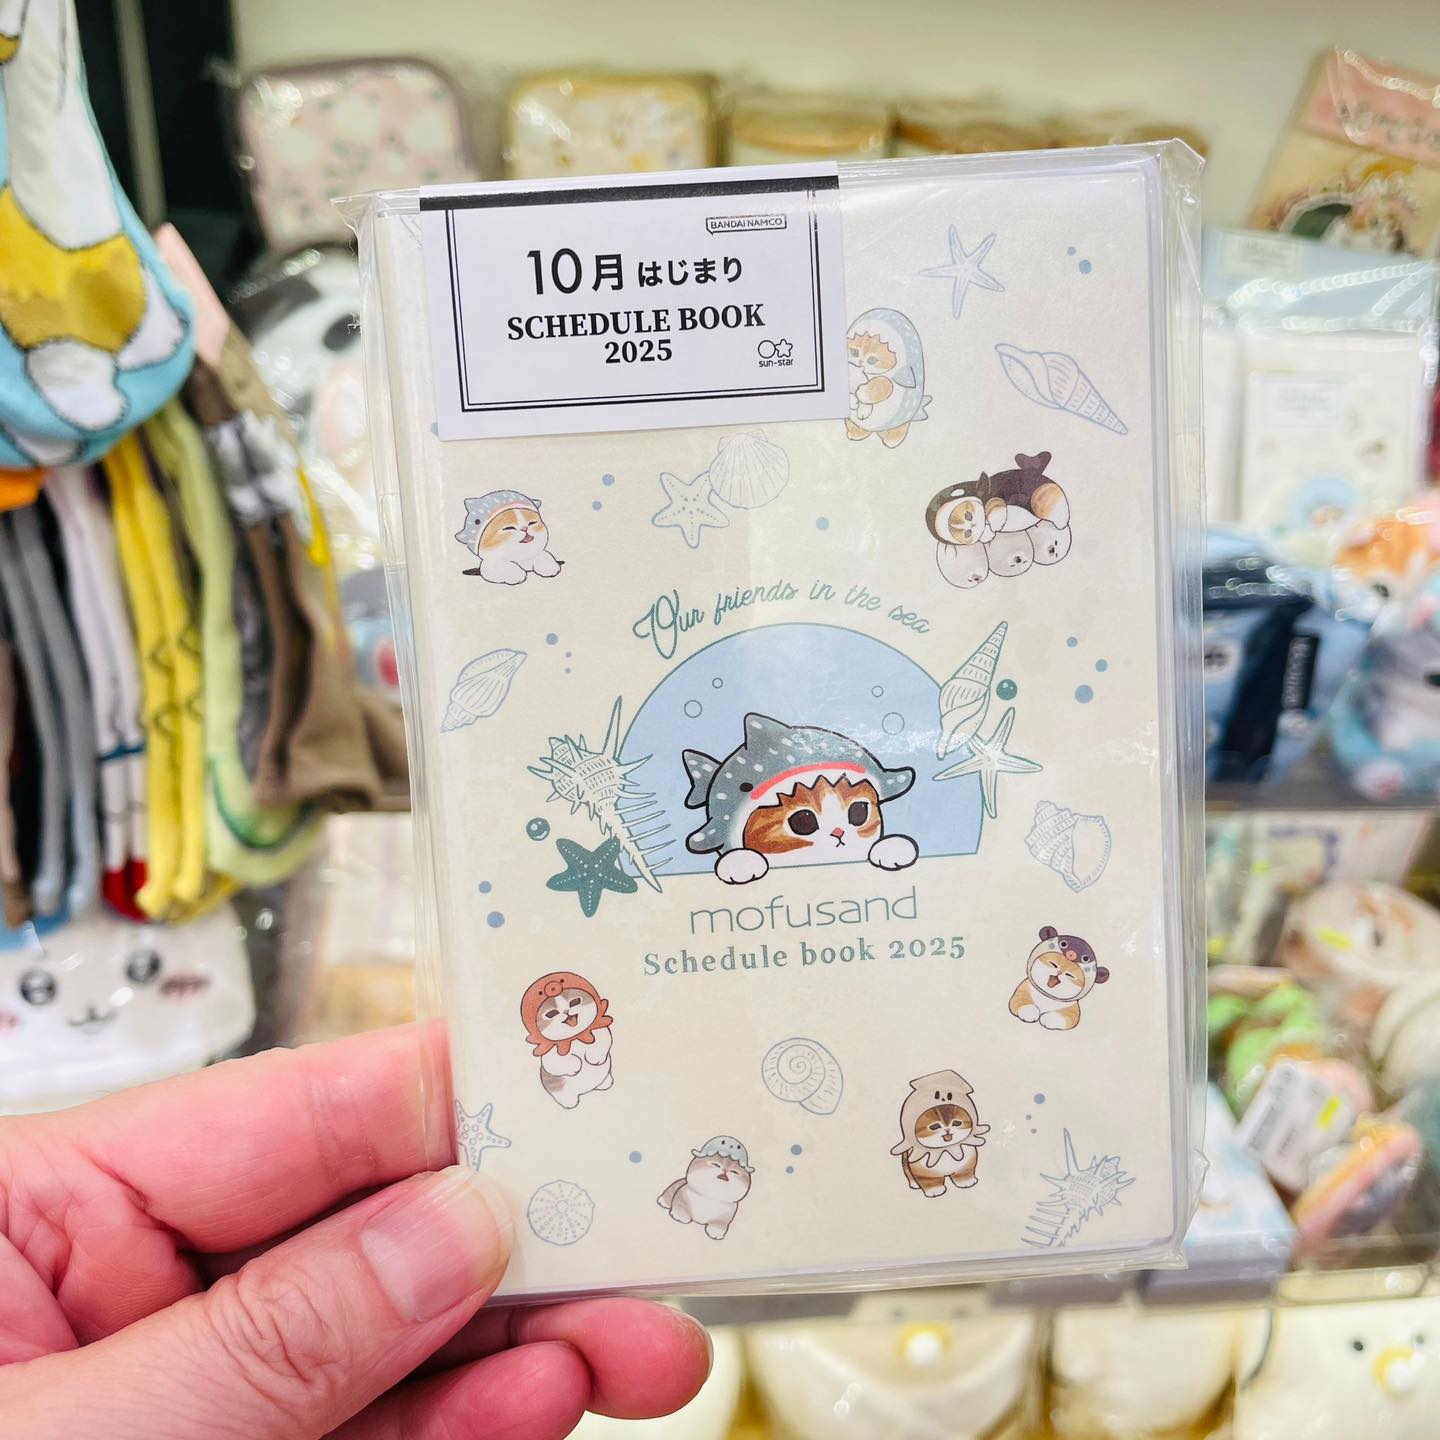 BANDAI NAMCO
10月はじまり
SCHEDULE BOOK
2025
sun-star
Our friends in the sea
mofusand
Schedule book 2025